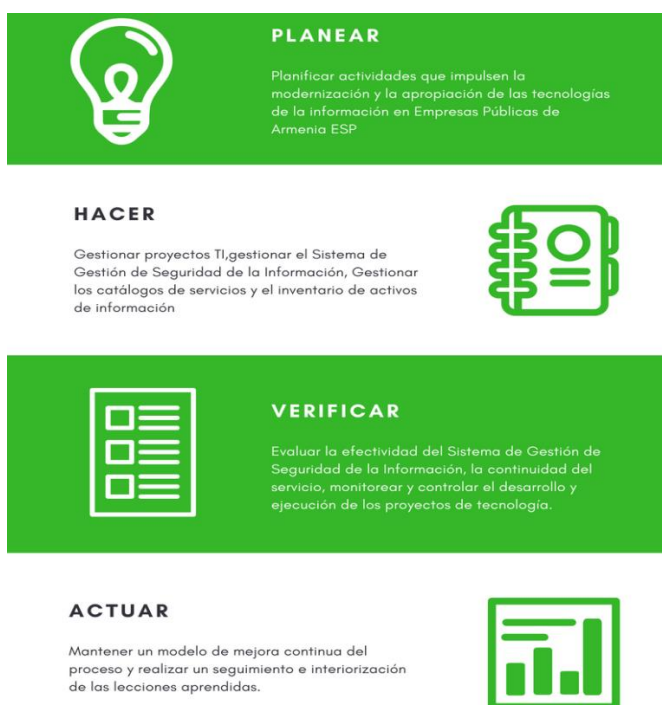 PLANEAR
Planificar actividades que impulsen la
modernización y la apropiación de las tecnologías
de la información en Empresas Públicas de
Armenia ESP
HACER
Gestionar proyectos TI,gestionar el Sistema de
Gestión de Seguridad de la Información, Gestionar
los catálogos de servicios y el inventario de activos
de información
VERIFICAR
Evaluar la efectividad del Sistema de Gestión de
Seguridad de la Información, la continuidad del
servicio, monitorear y controlar el desarrollo y
ejecución de los proyectos de tecnología.
ACTUAR
Mantener un modelo de mejora continua del
proceso y realizar un seguimiento e interiorización
de las lecciones aprendidas.